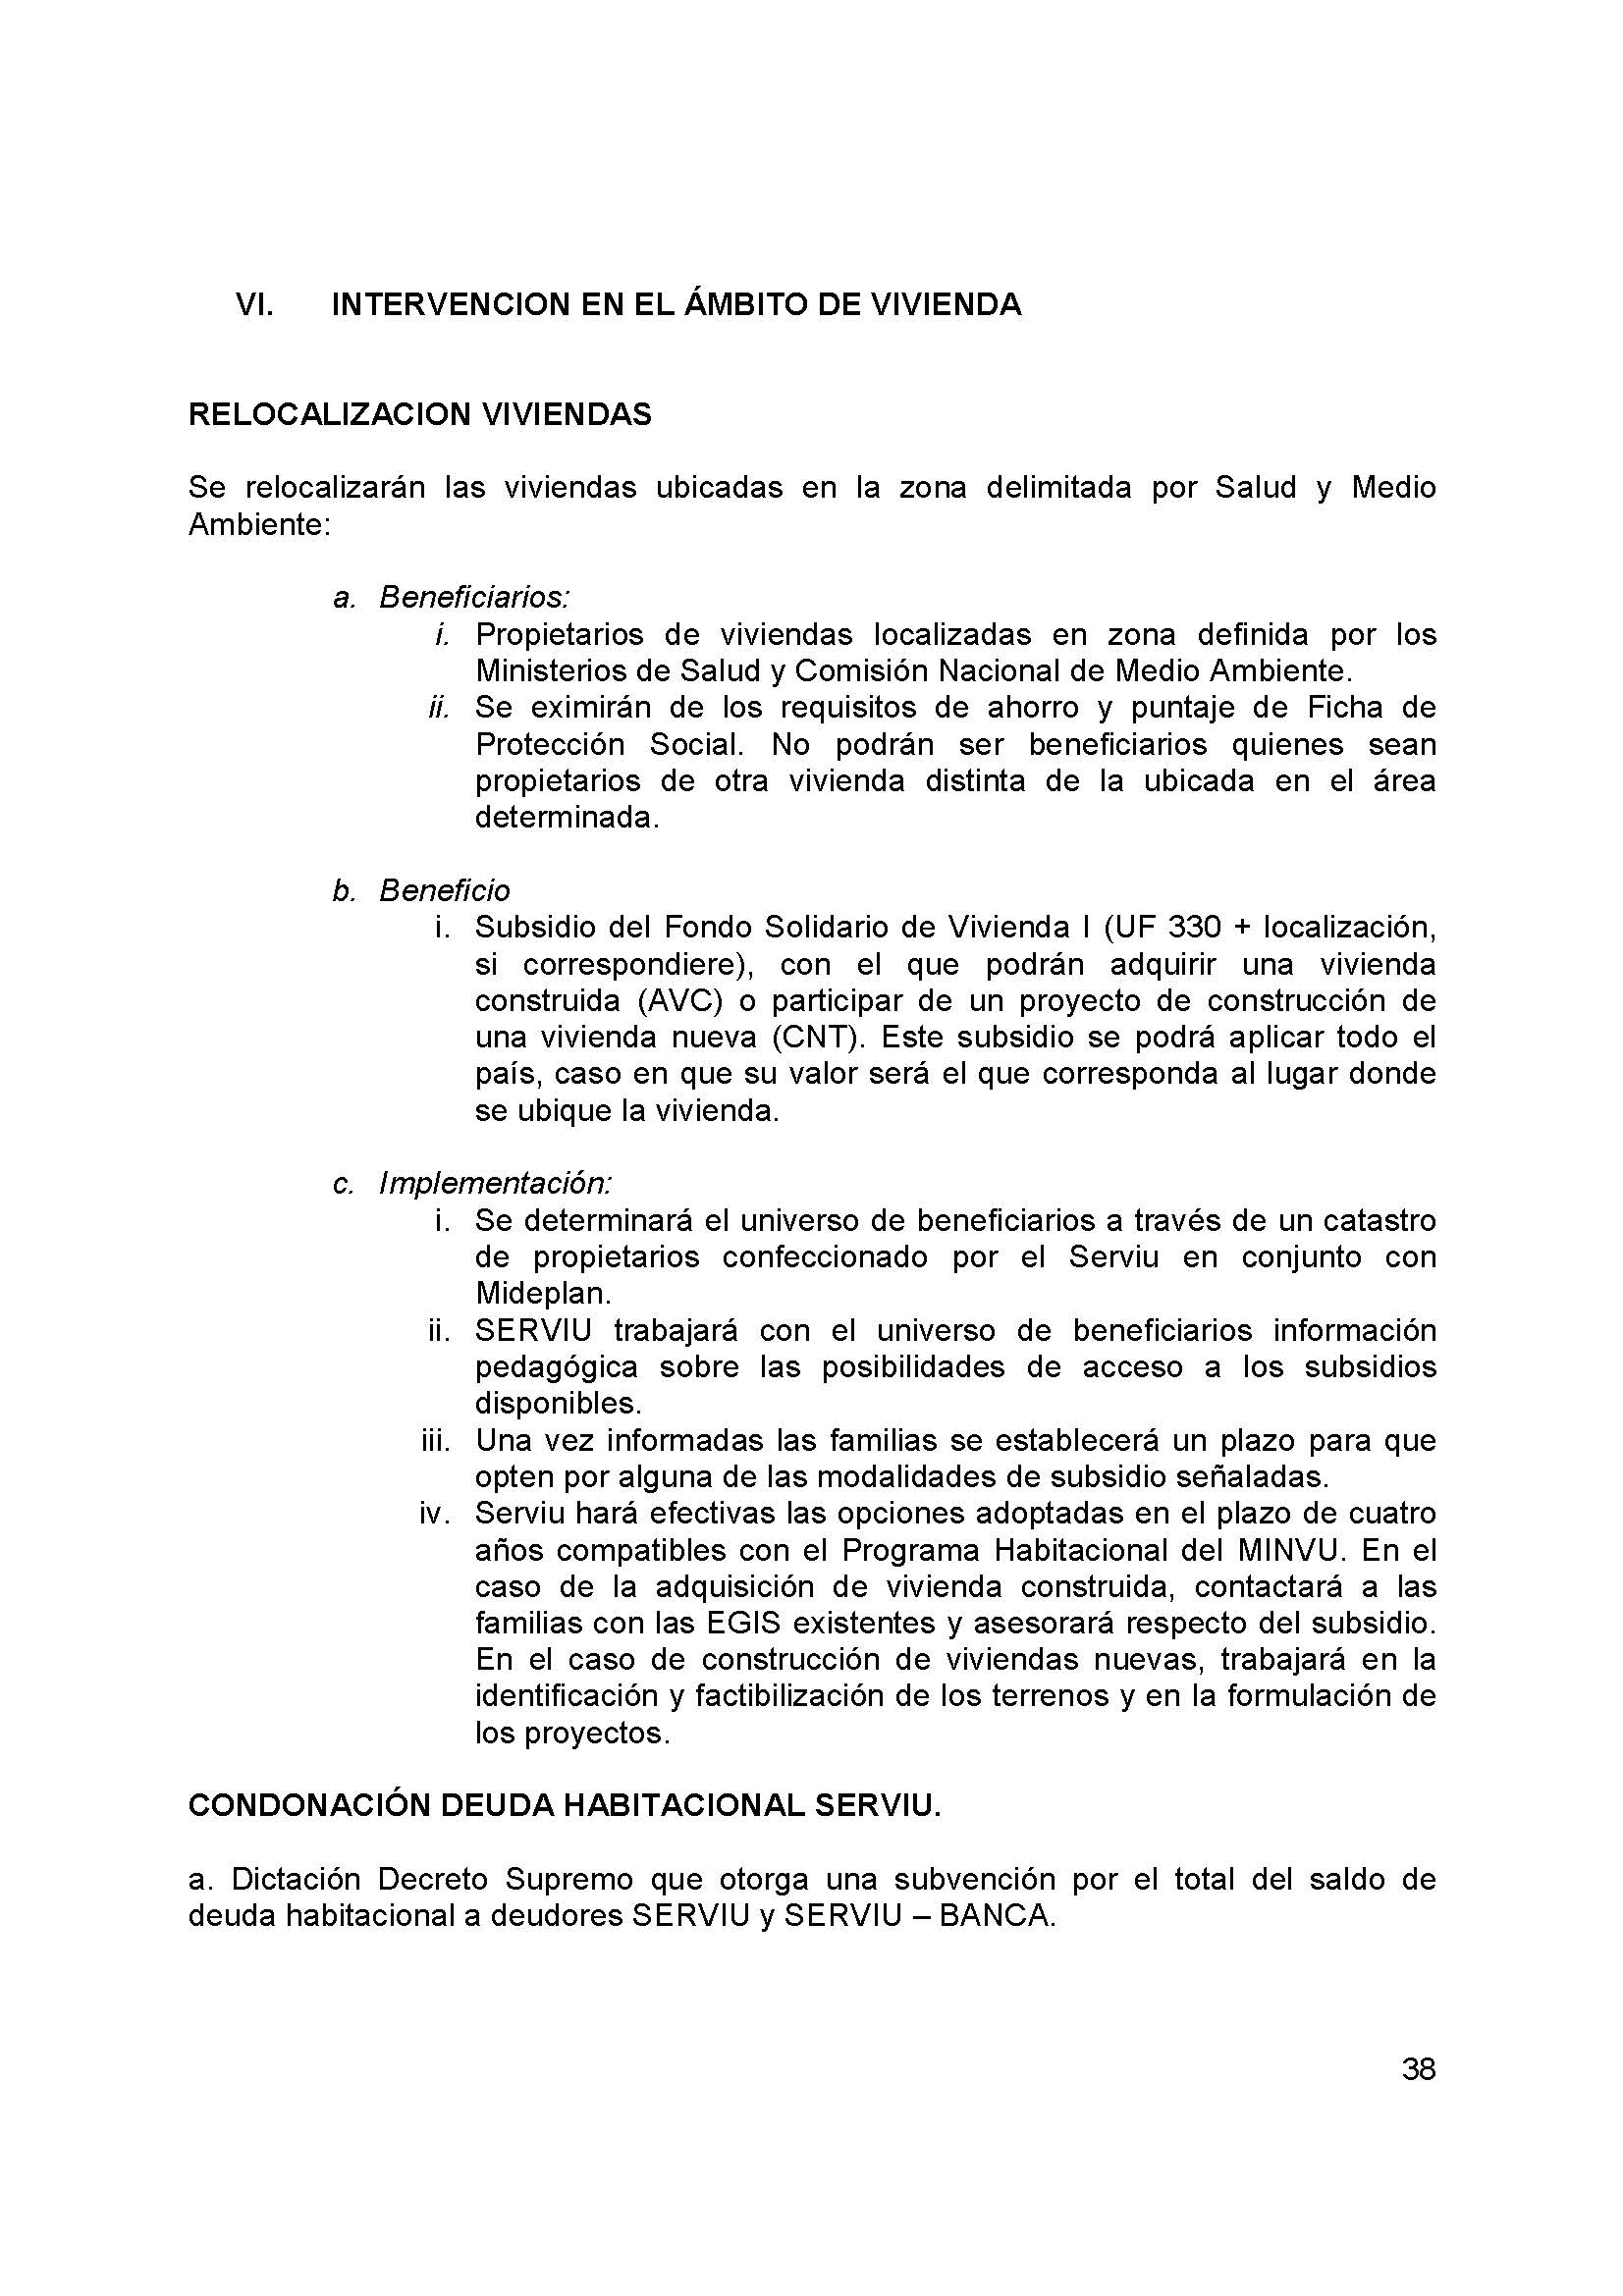 VI. INTERVENCION EN EL ÁMBITO DE VIVIENDA
RELOCALIZACION VIVIENDAS
Se relocalizarán las viviendas ubicadas en la zona delimitada por Salud y Medio
Ambiente:
a. Beneficiarios:
i. Propietarios de viviendas localizadas en zona definida por los
Ministerios de Salud y Comisión Nacional de Medio Ambiente.
ii. Se eximirán de los requisitos de ahorro y puntaje de Ficha de
Protección Social. No podrán ser beneficiarios quienes sean
propietarios de otra vivienda distinta de la ubicada en el área
determinada.
b. Beneficio
i. Subsidio del Fondo Solidario de Vivienda I (UF 330 + localización,
si correspondiere), con el que podrán adquirir una vivienda
construida (AVC) o participar de un proyecto de construcción de
una vivienda nueva (CNT). Este subsidio se podrá aplicar todo el
país, caso en que su valor será el que corresponda al lugar donde
se ubique la vivienda.
c. Implementación:
i. Se determinará el universo de beneficiarios a través de un catastro
de propietarios confeccionado por el Serviu en conjunto con
Mideplan.
ii. SERVIU trabajará con el universo de beneficiarios información
pedagógica sobre las posibilidades de acceso a los subsidios
disponibles.
iii. Una vez informadas las familias se establecerá un plazo para que
opten por alguna de las modalidades de subsidio señaladas.
iv. Serviu hará efectivas las opciones adoptadas en el plazo de cuatro
años compatibles con el Programa Habitacional del MINVU. En el
caso de la adquisición de vivienda construida, contactará a las
familias con las EGIS existentes y asesorará respecto del subsidio.
En el caso de construcción de viviendas nuevas, trabajará en la
identificación y factibilización de los terrenos y en la formulación de
los proyectos.
CONDONACIÓN DEUDA HABITACIONAL SERVIU.
a. Dictación Decreto Supremo que otorga una subvención por el total del saldo de
deuda habitacional a deudores SERVIU y SERVIU – BANCA.
38